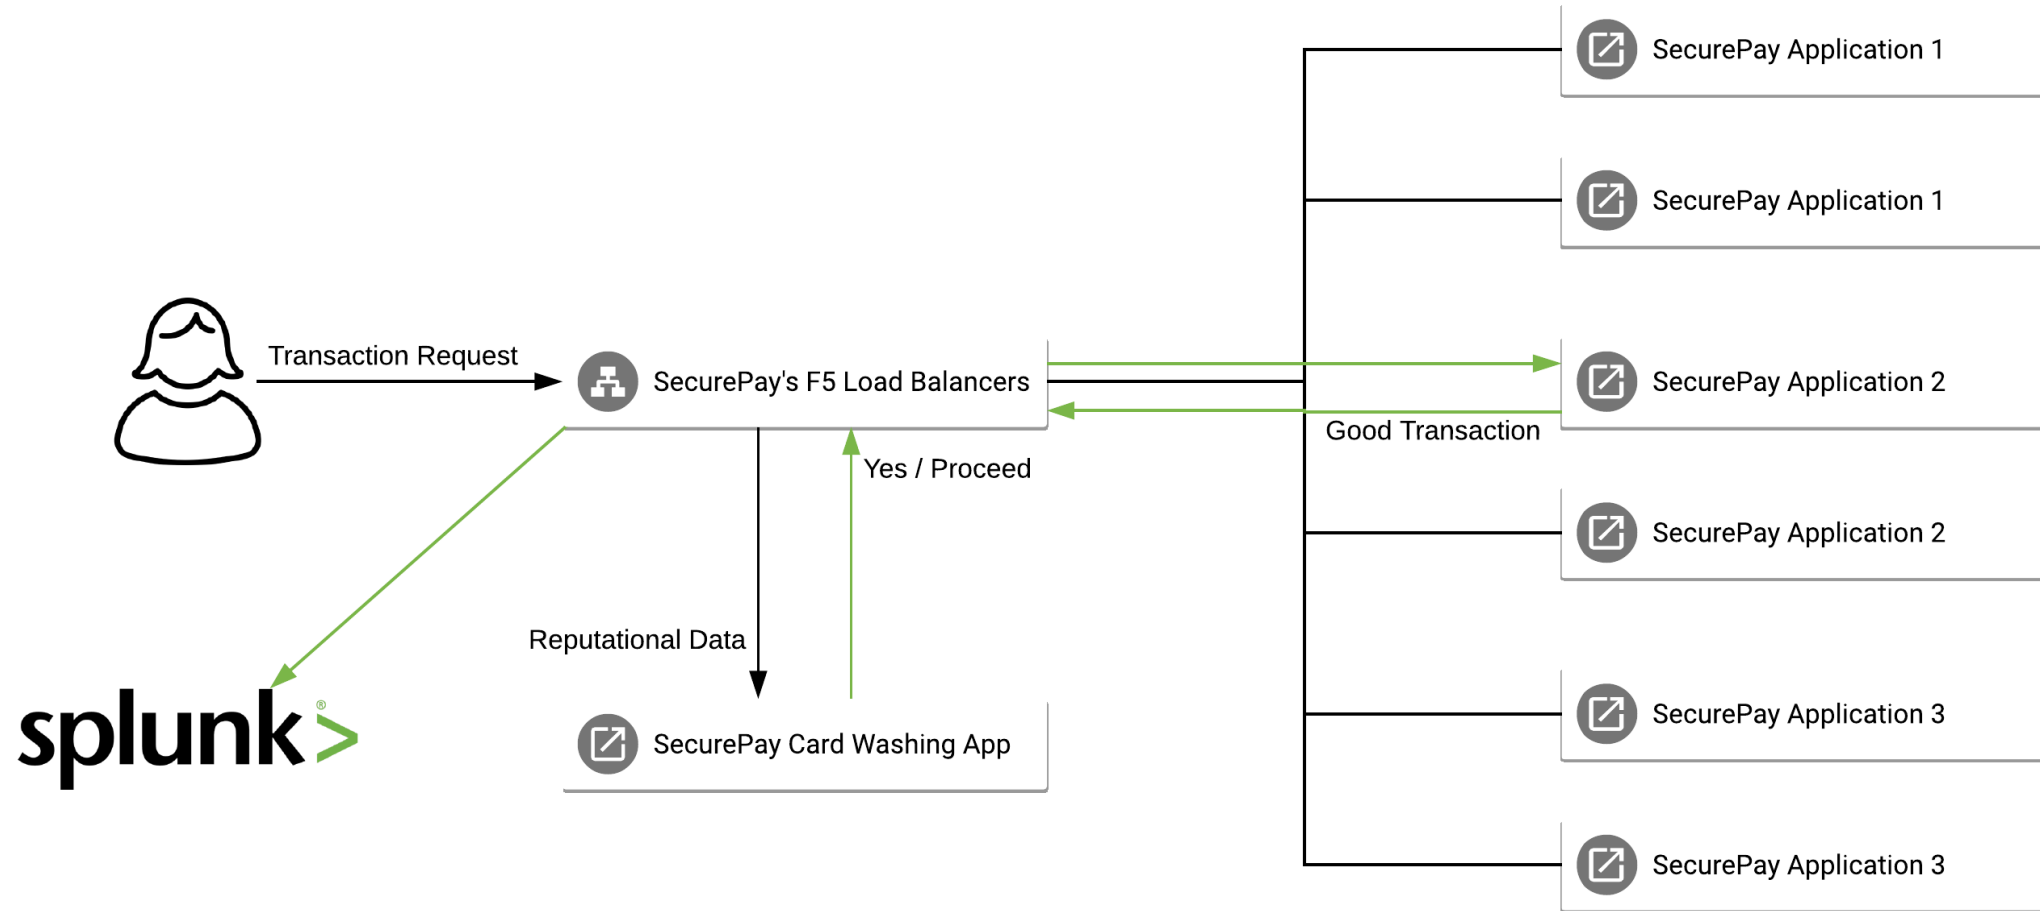 SecurePay Application 1
SecurePay Application 1
Transaction Request
SecurePay's F5 Load Balancers
SecurePay Application 2
Good Transaction
Yes / Proceed
SecurePay Application 2
Reputational Data
splunk>®
SecurePay Card Washing App
SecurePay Application 3
SecurePay Application 3